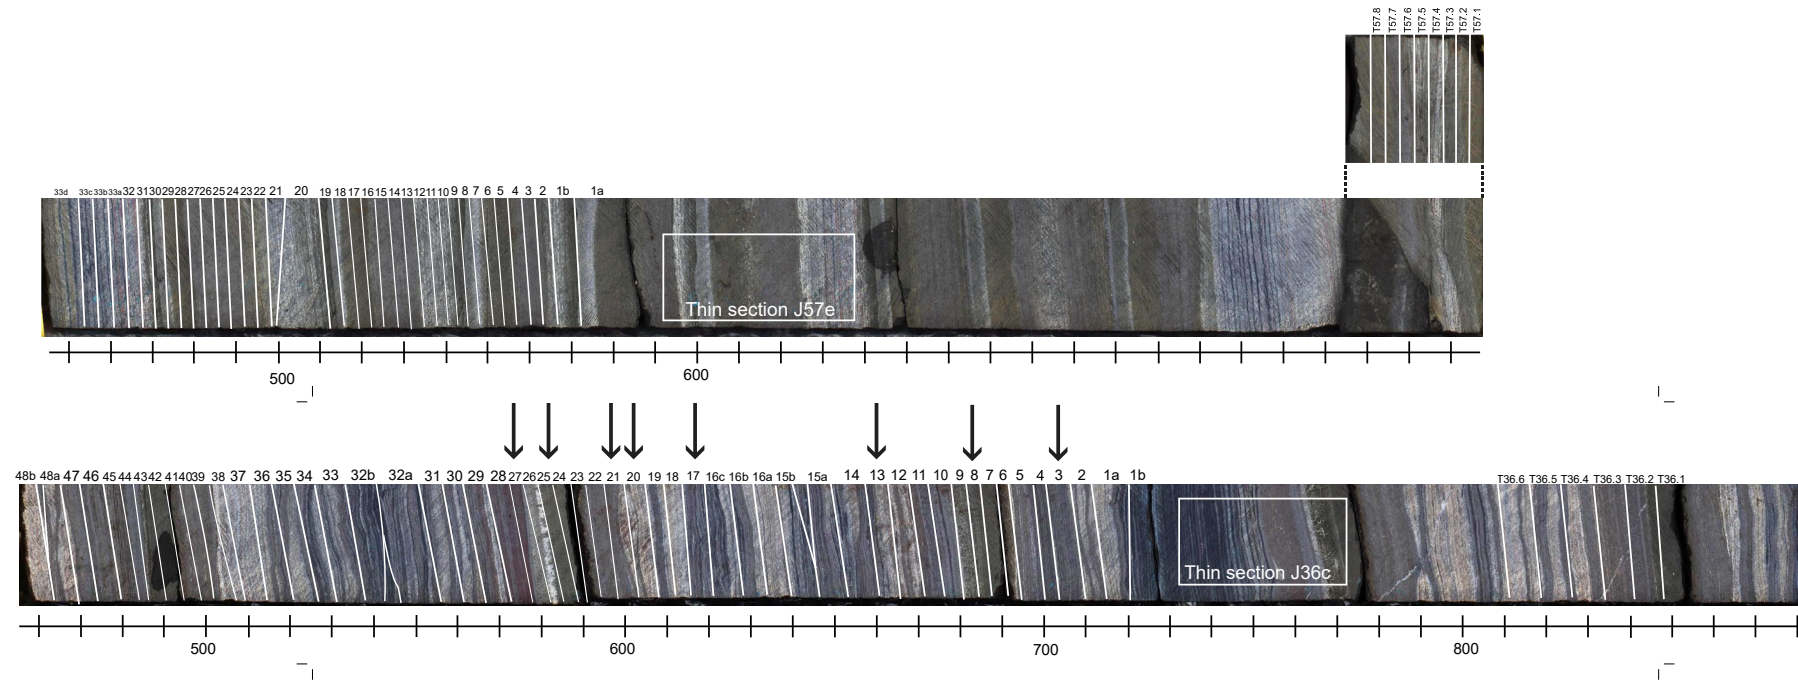 T57.8 T57.7 T57.6 T57.5 T57.4 T57.3 T57.2 T57.1
33d 33c 33b 33a 32 31 30 29 28 27 26 25 24 23 22 21 20 19 18 17 16 15 14 13 12 11 10 9 8 7 6 5 4 3 2 1b 1a
Thin section J57e
500 600
48b 48a 47 46 45 44 43 42 41 40 39 38 37 36 35 34 33 32b 32a 31 30 29 28 27 26 25 24 23 22 21 20 19 18 17 16c 16b 16a 15b 15a 14 13 12 11 10 9 8 7 6 5 4 3 2 1a 1b T36.6 T36.5 T36.4 T36.3 T36.2 T36.1
Thin section J36c
500 600 700 800